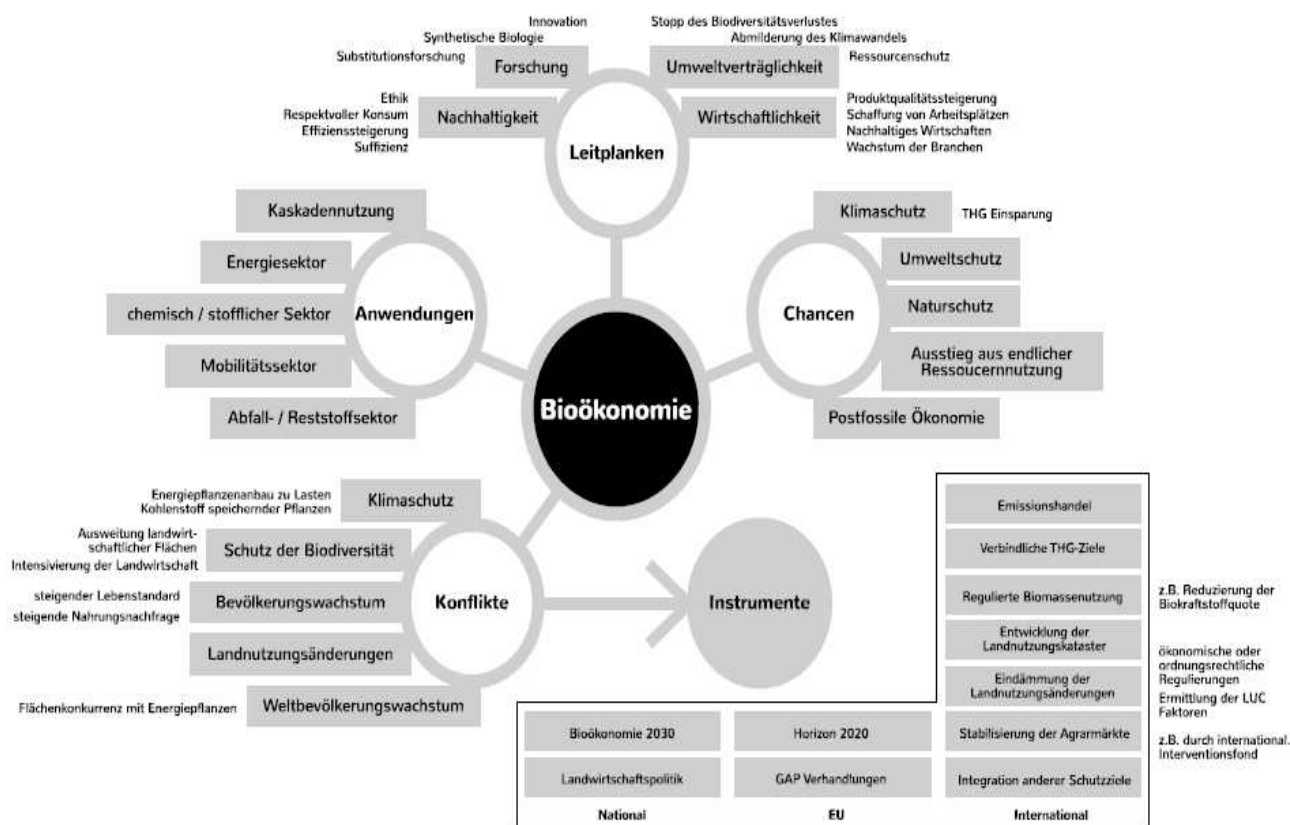 Innovation
Synthetische Biologie
Substitutionsforschung
Forschung
Stopp des Biodiversitätsverlustes
Abmilderung des Klimawandels
Ressourcenschutz
Umweltverträglichkeit
Ethik
Respektvoller Konsum
Effizienssteigerung
Suffizienz
Nachhaltigkeit
Wirtschaftlichkeit
Produktqualitätssteigerung
Schaffung von Arbeitsplätzen
Nachhaltiges Wirtschaften
Wachstum der Branchen
Leitplanken
Kaskadennutzung
Energiesektor
chemisch / stofflicher Sektor
Mobilitätssektor
Abfall- / Reststoffsektor
Anwendungen
Klimaschutz
THG Einsparung
Umweltschutz
Naturschutz
Ausstieg aus endlicher
Ressoucernnutzung
Postfossile Ökonomie
Chancen
Bioökonomie
Energiepflanzenanbau zu Lasten
Kohlenstoff speichernder Pflanzen
Klimaschutz
Ausweitung landwirt-
schaftlicher Flächen
Intensivierung der Landwirtschaft
Schutz der Biodiversität
steigender Lebenstandard
steigende Nahrungsnachfrage
Bevölkerungswachstum
Landnutzungsänderungen
Flächenkonkurrenz mit Energiepflanzen
Weltbevölkerungswachstum
Konflikte
Instrumente
Emissionshandel
Verbindliche THG-Ziele
Regulierte Biomassenutzung
z.B. Reduzierung der
Biokraftstoffquote
Entwicklung der
Landnutzungskataster
ökonomische oder
ordnungsrechtliche
Regulierungen
Eindämmung der
Landnutzungsänderungen
Ermittlung der LUC
Faktoren
Bioökonomie 2030
Horizon 2020
Stabilisierung der Agrarmärkte
z.B. durch international.
Interventionsfond
Landwirtschaftspolitik
GAP Verhandlungen
Integration anderer Schutzziele
National
EU
International